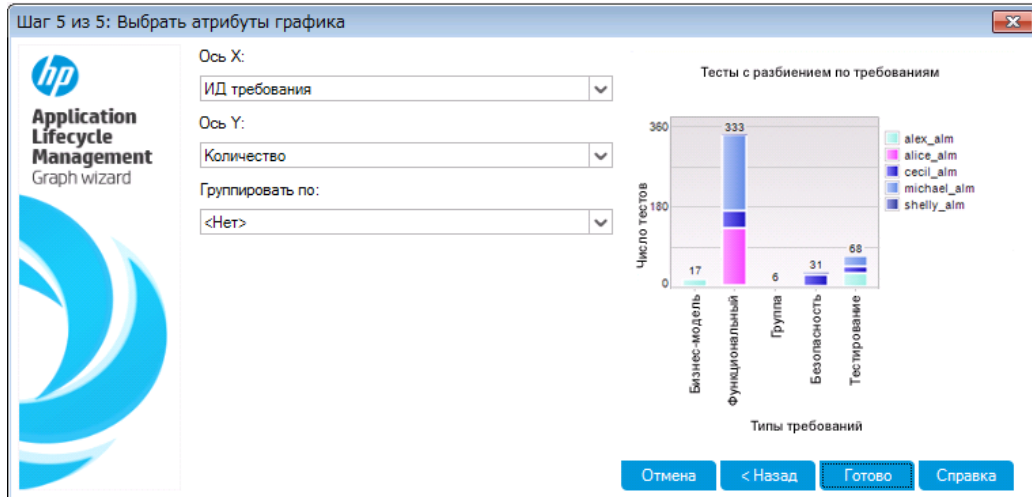 Шаг 5 из 5: Выбрать атрибуты графика
hp
Application
Lifecycle
Management
Graph wizard
Ось X:
ИД требования
Ось Y:
Количество
Группировать по:
<Нет>
Тесты с разбиением по требованиям
Число тестов
360
180
0
17
333
6
31
68
Бизнес-модель
Функциональный
Группа
Безопасность
Тестирование
Типы требований
alex_alm
alice_alm
cecil_alm
michael_alm
shelly_alm
Отмена
< Назад
Готово
Справка